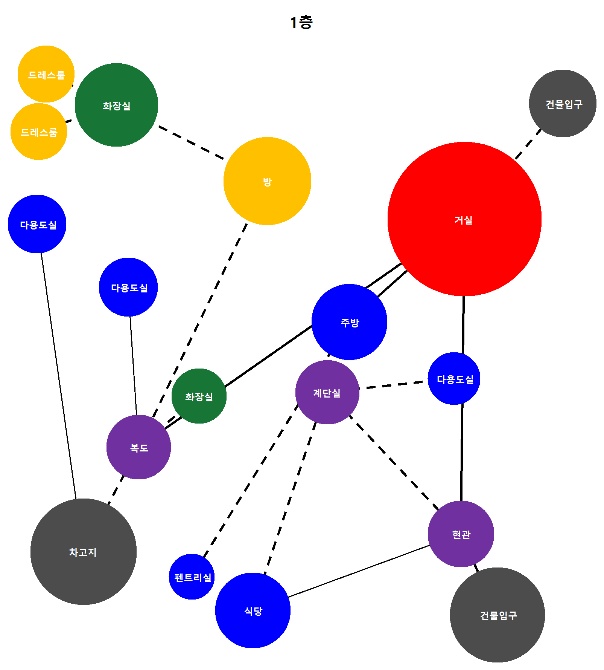 1층
드레스룸
화장실
건물입구
드레스룸
방
거실
다용도실
다용도실
주방
다용도실
계단실
화장실
복도
현관
차고지
펜트리실
식당
건물입구